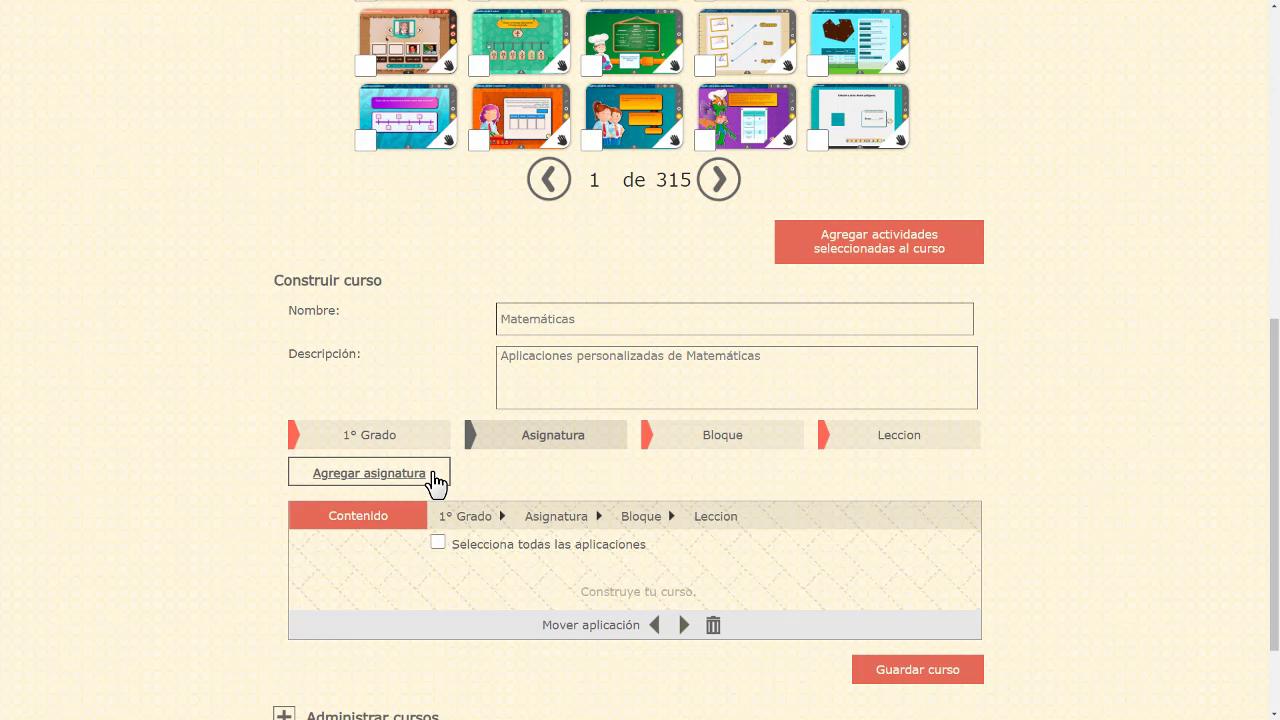 1 de 315
Agregar actividades
seleccionadas al curso
Construir curso
Nombre:
Matemáticas
Descripción:
Aplicaciones personalizadas de Matemáticas
1° Grado
Asignatura
Bloque
Leccion
Agregar asignatura
Contenido
1° Grado Asignatura Bloque Leccion
Selecciona todas las aplicaciones
Construye tu curso.
Mover aplicación
Guardar curso
Administrar cursos